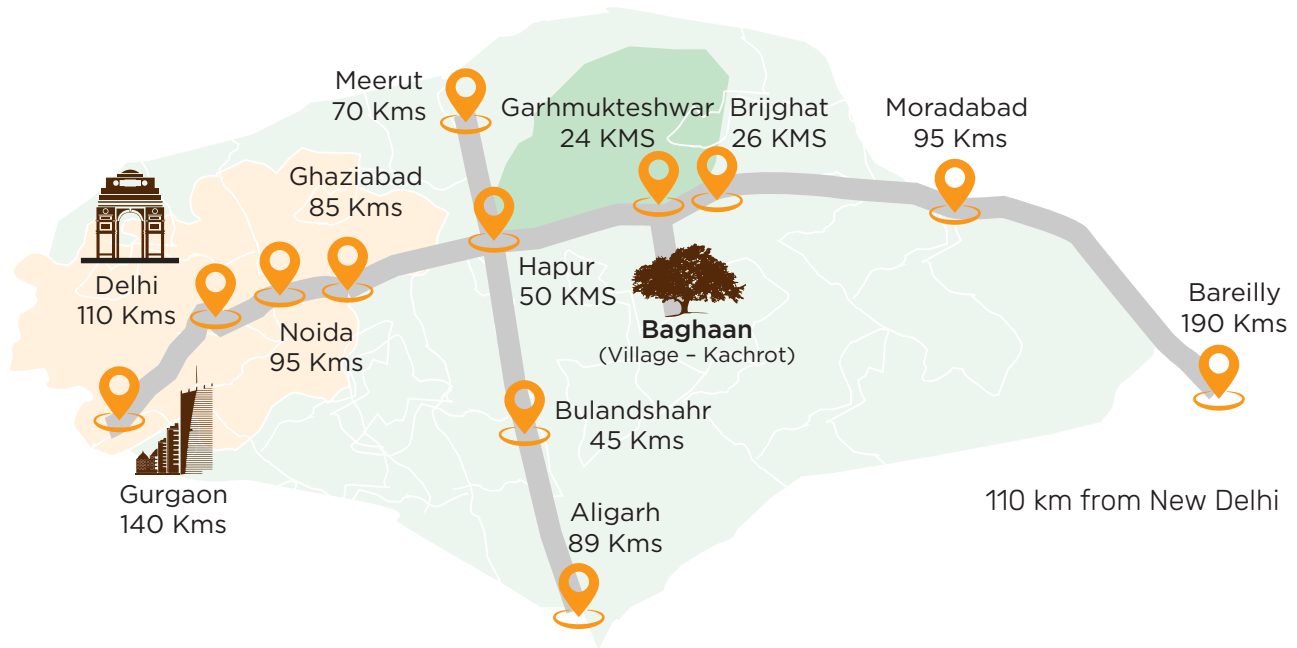 Meerut
70 Kms
Garhmukteshwar
24 KMS
Brijghat
26 KMS
Moradabad
95 Kms
Ghaziabad
85 Kms
Delhi
110 Kms
Noida
95 Kms
Hapur
50 KMS
Baghaan
(Village – Kachrot)
Bareilly
190 Kms
Bulandshahr
45 Kms
Gurgaon
140 Kms
Aligarh
89 Kms
110 km from New Delhi